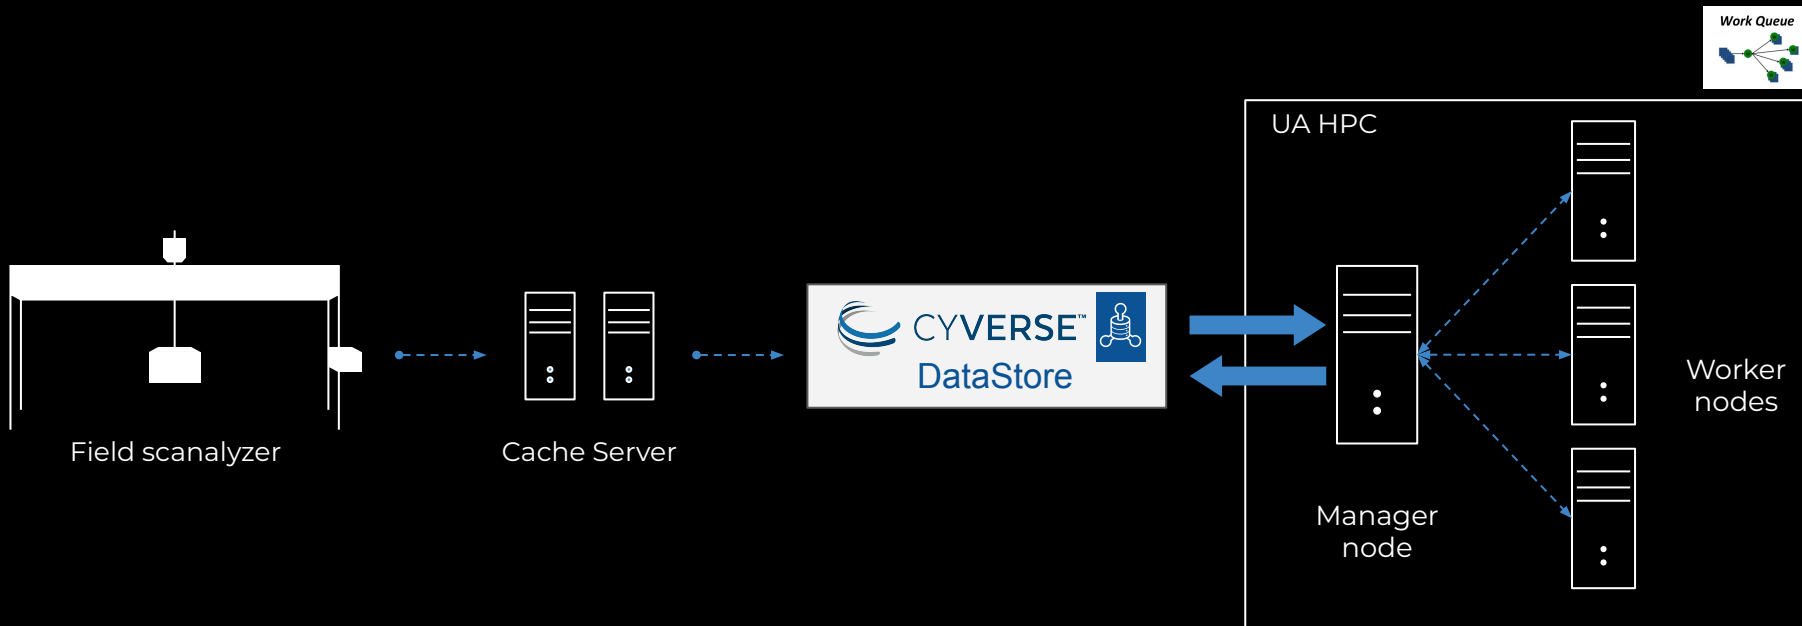 Work Queue
UA HPC
CYVERSE™
DataStore
Worker
nodes
Field scanalyzer
Cache Server
Manager
node